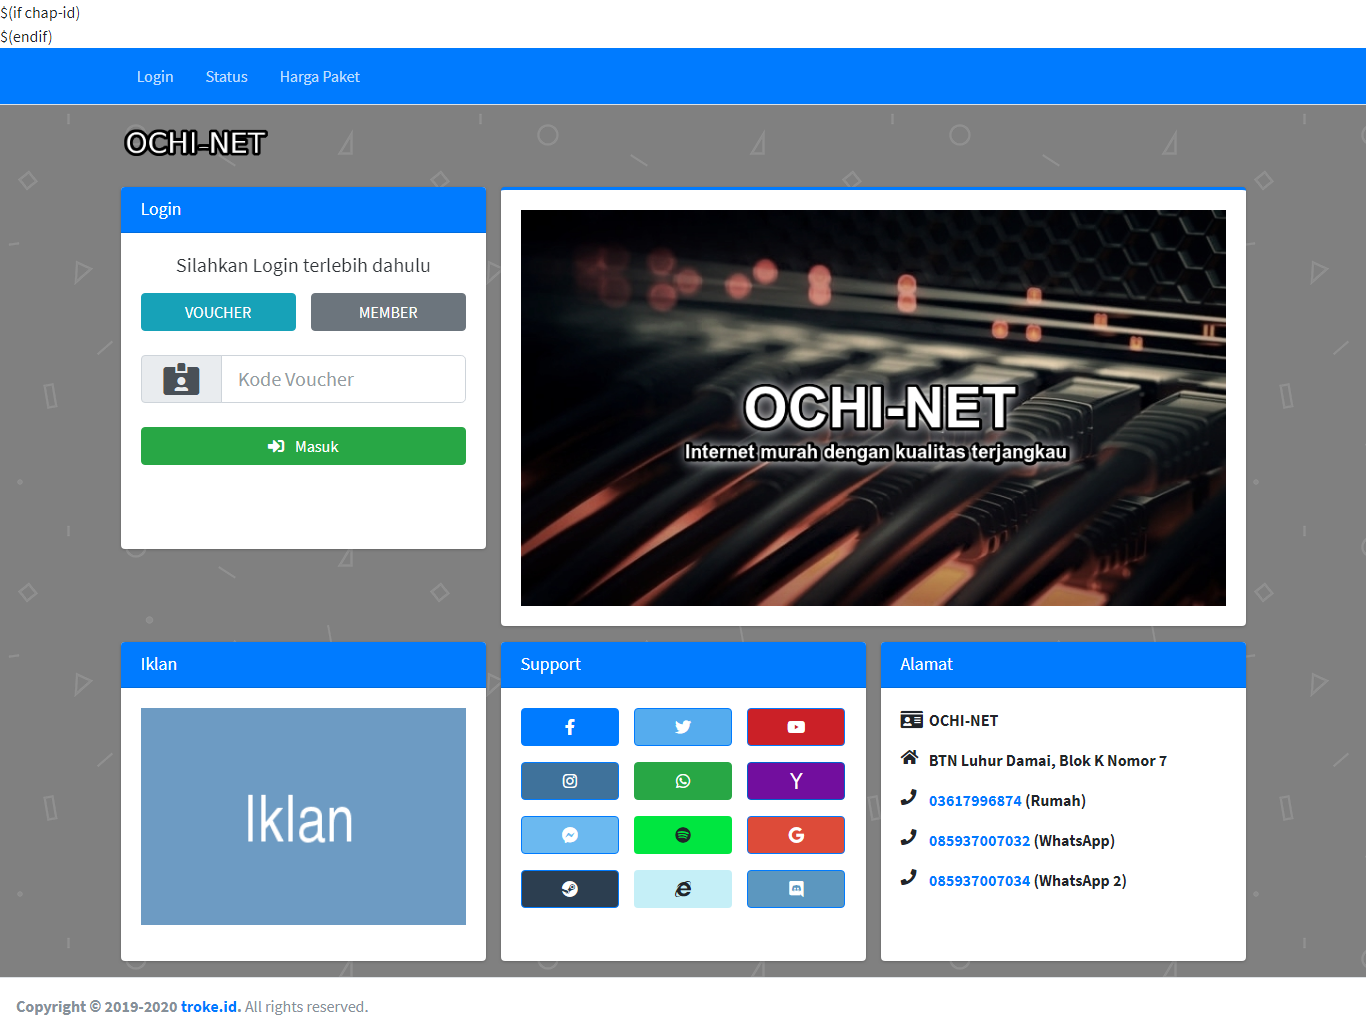 $(if chap-id)
$(endif)
Login Status Harga Paket
OCHI-NET
Login
Silahkan Login terlebih dahulu
VOUCHER MEMBER
Kode Voucher
Masuk
OCHI-NET
Internet murah dengan kualitas terjangkau
Iklan
Iklan
Support
Alamat
OCHI-NET
BTN Luhur Damai, Blok K Nomor 7
03617996874 (Rumah)
085937007032 (WhatsApp)
085937007034 (WhatsApp 2)
Copyright © 2019-2020 troke.id. All rights reserved.